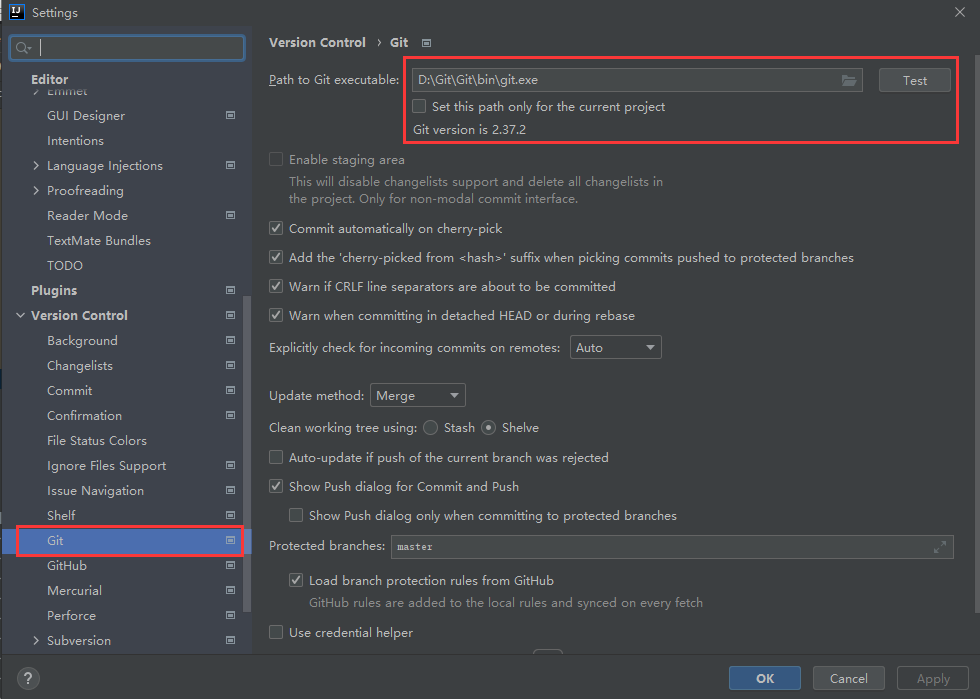 Settings
Version Control › Git
Editor
Path to Git executable: D:\Git\Git\bin\git.exe Test
Emmet
Set this path only for the current project
GUI Designer
Git version is 2.37.2
Intentions
Enable staging area
Language Injections
This will disable changelists support and delete all changelists in
Proofreading
the project. Only for non-modal commit interface.
Reader Mode
Commit automatically on cherry-pick
TextMate Bundles
Add the 'cherry-picked from <hash>' suffix when picking commits pushed to protected branches
TODO
Warn if CRLF line separators are about to be committed
Plugins
Version Control
Warn when committing in detached HEAD or during rebase
Background
Explicitly check for incoming commits on remotes: Auto
Changelists
Commit
Update method: Merge
Confirmation
Clean working tree using: Stash Shelve
File Status Colors
Auto-update if push of the current branch was rejected
Ignore Files Support
Issue Navigation
Show Push dialog for Commit and Push
Shelf
Show Push dialog only when committing to protected branches
Git
Protected branches: master
GitHub
Load branch protection rules from GitHub
Mercurial
GitHub rules are added to the local rules and synced on every fetch
Perforce
Use credential helper
Subversion
? OK Cancel Apply